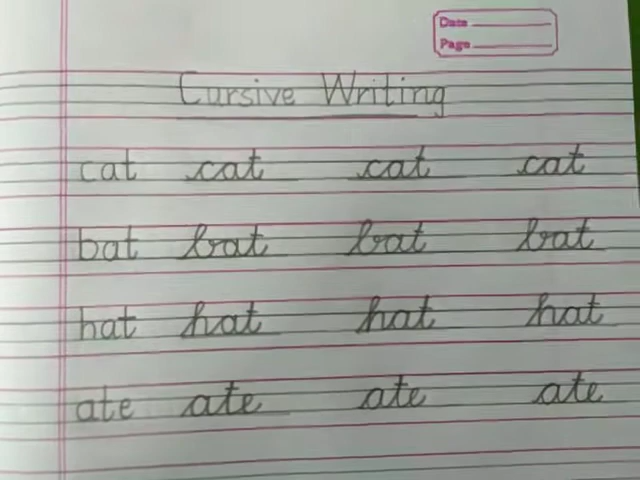 Date
Page
Cursive Writing
cat cat cat cat
bat bat bat bat
hat hat hat hat
ate ate ate ate